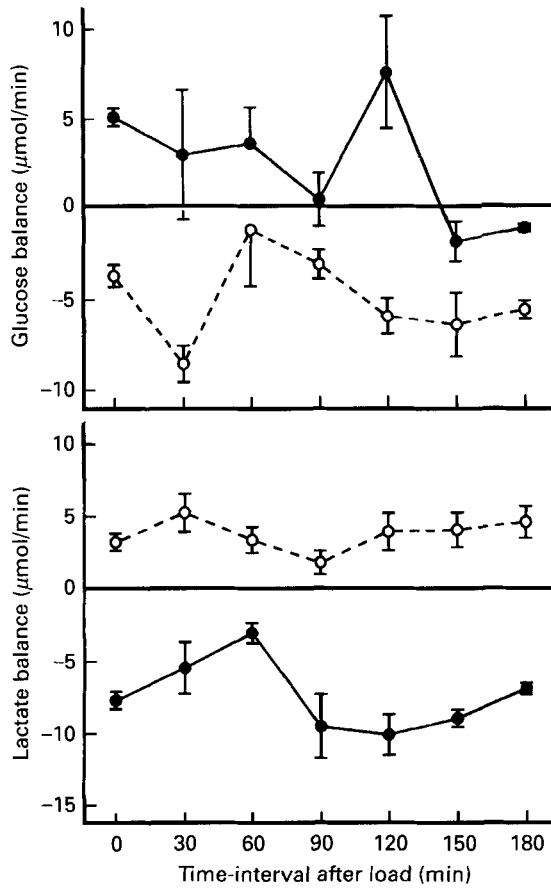 Glucose balance (μmol/min)
10
5
0
−5
−10
Lactate balance (μmol/min)
10
5
0
−5
−10
−15
0 30 60 90 120 150 180
Time-interval after load (min)